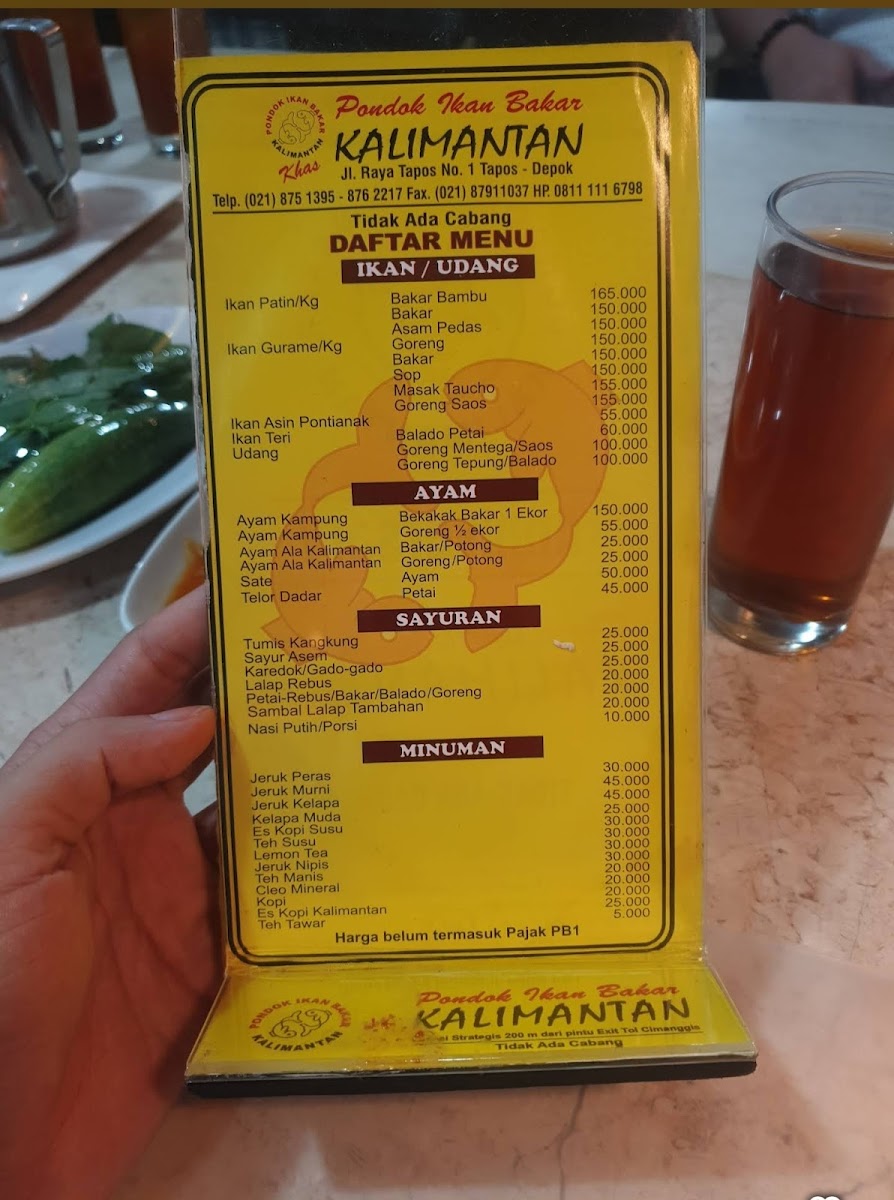 PONDOK IKAN BAKAR
KALIMANTAN
Khas
Pondok Ikan Bakar
KALIMANTAN
Jl. Raya Tapos No. 1 Tapos - Depok
Telp. (021) 875 1395 - 876 2217 Fax. (021) 87911037 HP. 0811 111 6798
Tidak Ada Cabang
DAFTAR MENU
IKAN / UDANG
Ikan Patin/Kg Bakar Bambu 165.000
Bakar 150.000
Asam Pedas 150.000
Ikan Gurame/Kg Goreng 150.000
Bakar 150.000
Sop 150.000
Masak Taucho 155.000
Goreng Saos 155.000
Ikan Asin Pontianak 55.000
Ikan Teri Balado Petai 60.000
Udang Goreng Mentega/Saos 100.000
Goreng Tepung/Balado 100.000
AYAM
Ayam Kampung Bekakak Bakar 1 Ekor 150.000
Ayam Kampung Goreng ½ ekor 55.000
Ayam Ala Kalimantan Bakar/Potong 25.000
Ayam Ala Kalimantan Goreng/Potong 25.000
Sate Ayam 50.000
Telor Dadar Petai 45.000
SAYURAN
Tumis Kangkung 25.000
Sayur Asem 25.000
Karedok/Gado-gado 25.000
Lalap Rebus 20.000
Petai-Rebus/Bakar/Balado/Goreng 20.000
Sambal Lalap Tambahan 20.000
Nasi Putih/Porsi 10.000
MINUMAN
Jeruk Peras 30.000
Jeruk Murni 45.000
Jeruk Kelapa 45.000
Kelapa Muda 25.000
Es Kopi Susu 30.000
Teh Susu 30.000
Lemon Tea 30.000
Jeruk Nipis 30.000
Teh Manis 20.000
Cleo Mineral 20.000
Kopi 20.000
Es Kopi Kalimantan 25.000
Teh Tawar 5.000
Harga belum termasuk Pajak PB1
PONDOK IKAN BAKAR
KALIMANTAN
Pondok Ikan Bakar
KALIMANTAN
Strategis 200 m dari pintu Exit Tol Cimanggis
Tidak Ada Cabang